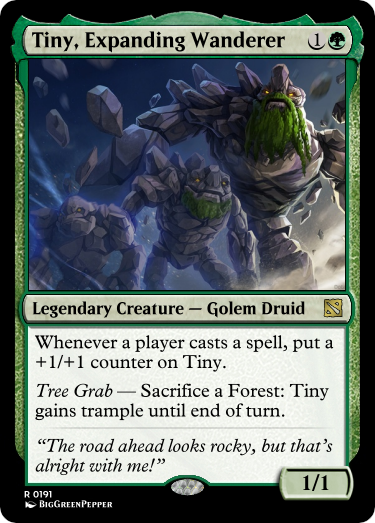 Tiny, Expanding Wanderer 1
Legendary Creature — Golem Druid
Whenever a player casts a spell, put a
+1/+1 counter on Tiny.
Tree Grab — Sacrifice a Forest: Tiny
gains trample until end of turn.
“The road ahead looks rocky, but that’s
alright with me!”
1/1
R 0191
BigGreenPepper